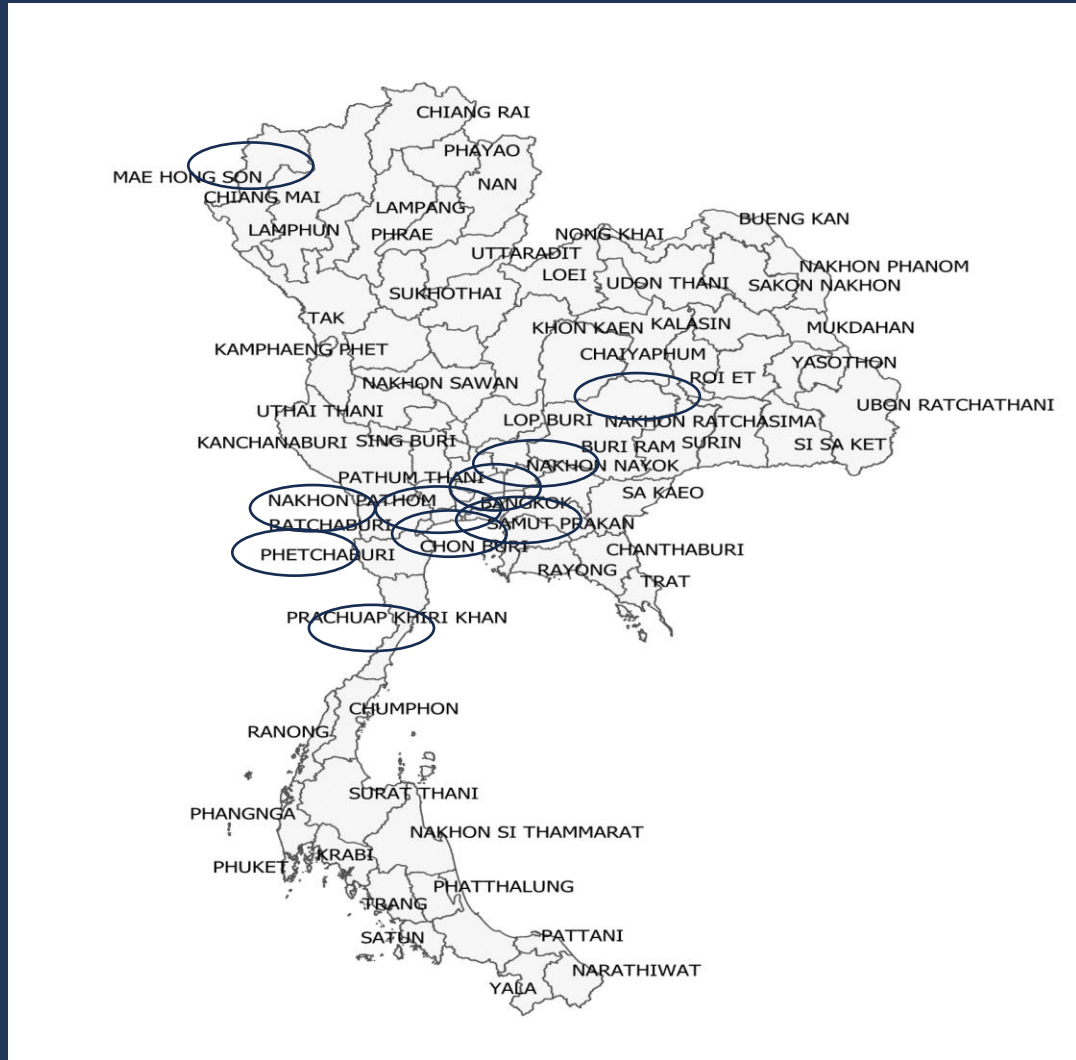 CHIANG RAI
PHAYAO
MAE HONG SON
NAN
CHIANG MAI
LAMPANG
BUENG KAN
LAMPHUN
PHRAE
NONG KHAI
UTTARADIT
NAKHON PHANOM
LOEI
UDON THANI
SAKON NAKHON
SUKHOTHAI
TAK
KHON KAEN
KALASIN
MUKDAHAN
KAMPHAENG PHET
CHAIYAPHUM
YASOTHON
NAKHON SAWAN
ROI ET
UBON RATCHATHANI
UTHAI THANI
LOP BURI
NAKHON RATCHASIMA
KANCHANABURI
SING BURI
BURI RAM
SURIN
SI SA KET
NAKHON NAYOK
PATHUM THANI
SA KAEO
NAKHON PATHOM
BANGKOK
RATCHABURI
SAMUT PRAKAN
PHETCHABURI
CHON BURI
CHANTHABURI
RAYONG
TRAT
PRACHUAP KHIRI KHAN
CHUMPHON
RANONG
SURAT THANI
PHANGNGA
NAKHON SI THAMMARAT
KRABI
PHUKET
PHATTHALUNG
TRANG
SATUN
PATTANI
NARATHIWAT
YALA